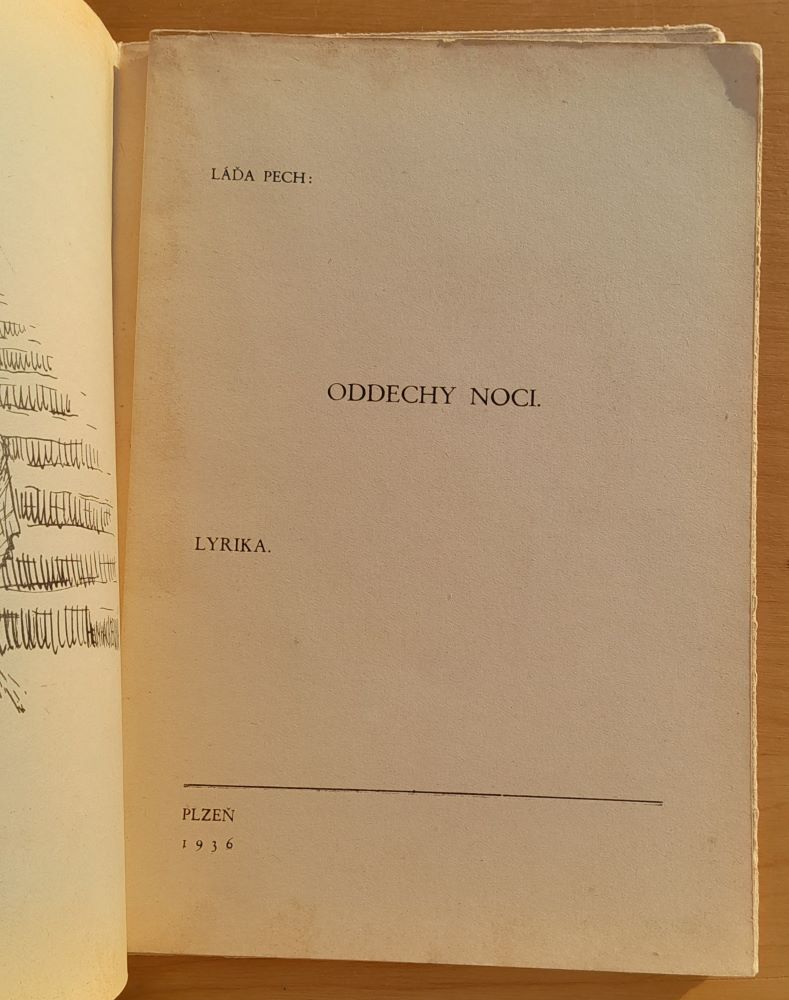 LÁĎA PECH:
ODDECHY NOCI.
LYRIKA.
PLZEŇ
1936